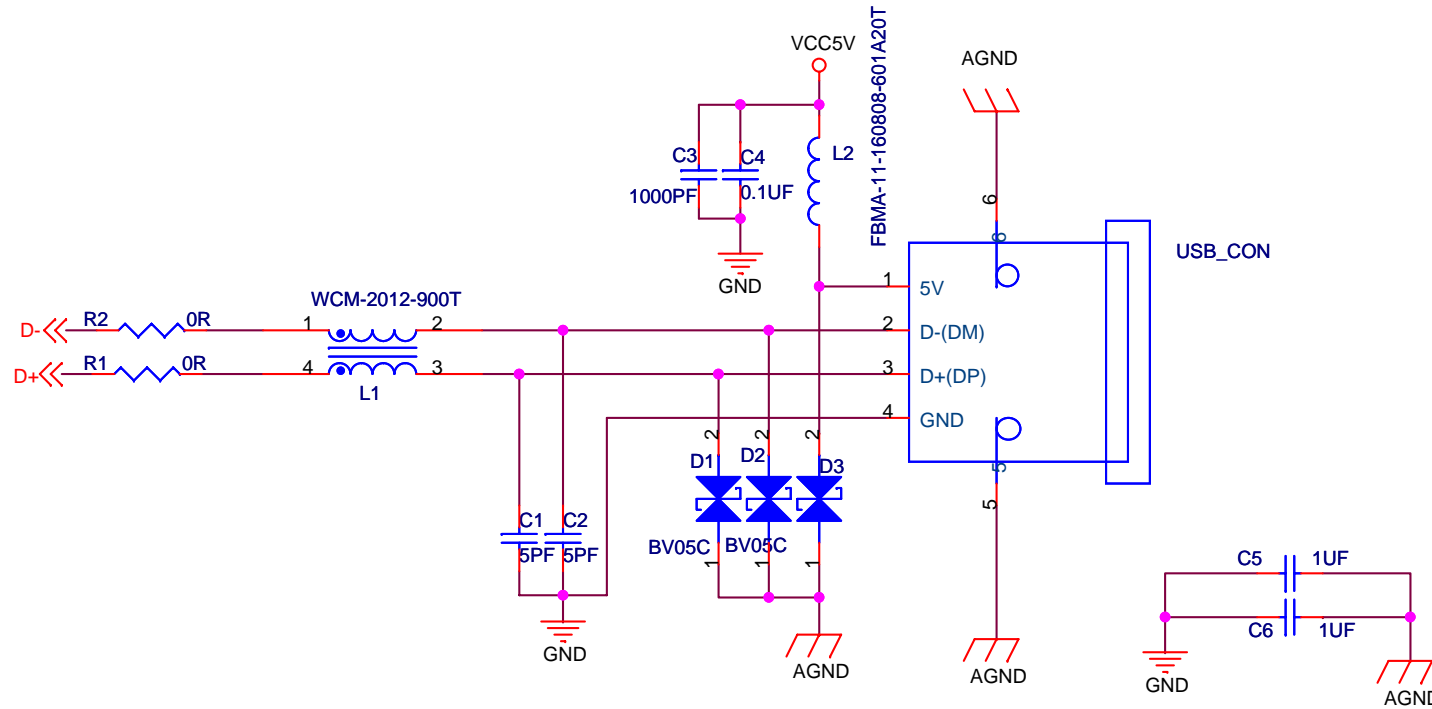 VCC5V
FBMA-11-160808-601A20T
AGND
C3
C4
L2
1000PF
0.1UF
6
6
USB_CON
GND
1
5V
WCM-2012-900T
D-
R2
0R
1
2
2
D-(DM)
D+
R1
0R
4
3
3
D+(DP)
L1
4
GND
2
2
2
D1
D2
D3
5
5
C1
C2
5PF
5PF
BV05C
BV05C
1
1
1
C5
1UF
C6
1UF
GND
AGND
AGND
GND
AGND